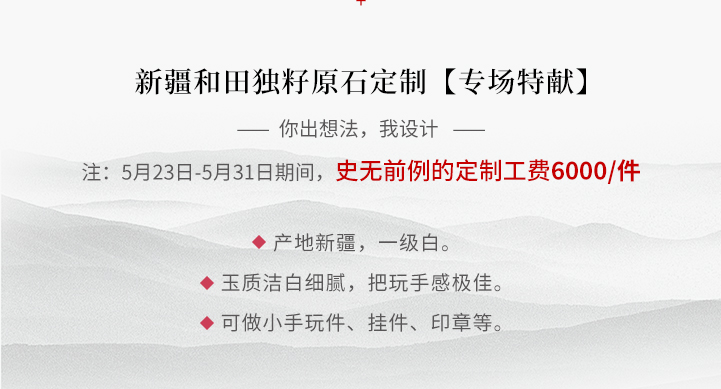 新疆和田独籽原石定制【专场特献】
你出想法，我设计
注：5月23日-5月31日期间，史无前例的定制工费6000/件
产地新疆，一级白。
玉质洁白细腻，把玩手感极佳。
可做小手玩件、挂件、印章等。